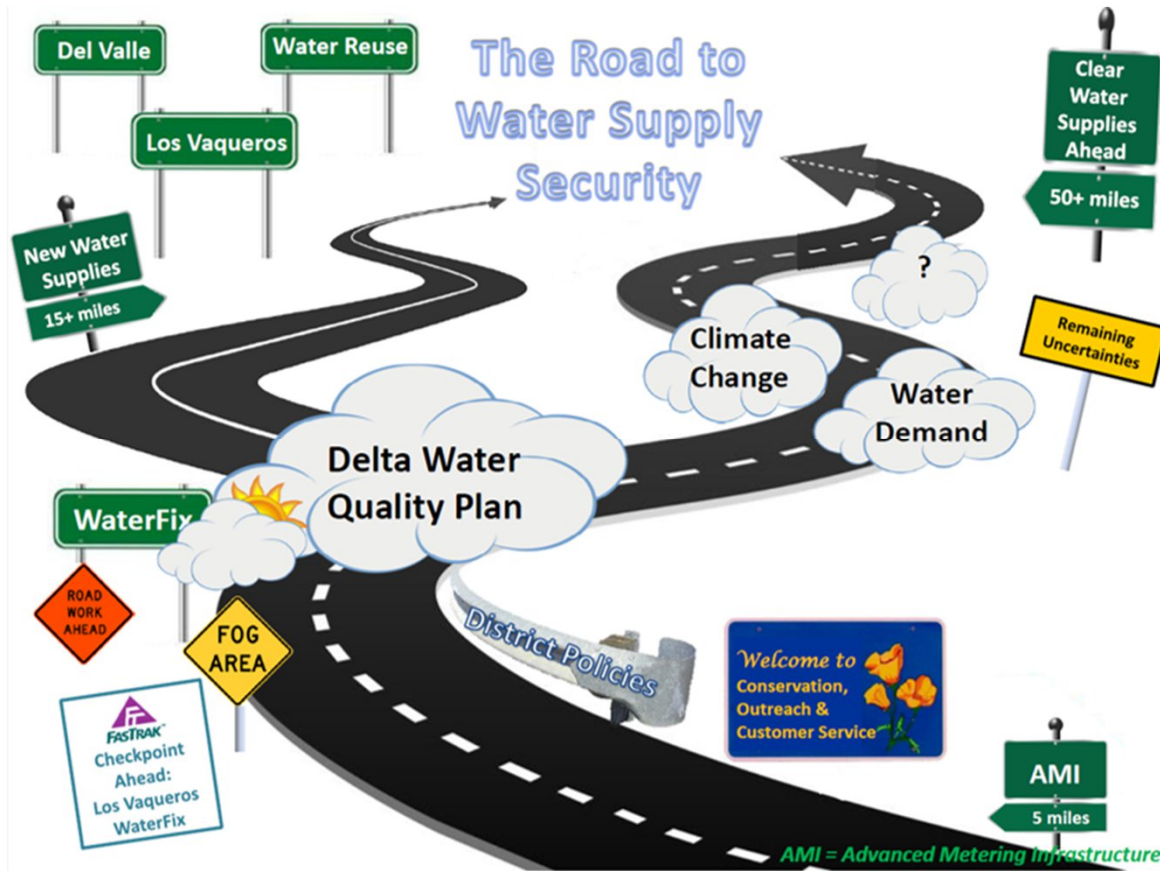 The Road to
Water Supply
Security
Del Valle
Water Reuse
Los Vaqueros
Clear
Water
Supplies
Ahead
50+ miles
New Water
Supplies
15+ miles
?
Climate
Change
Water
Demand
Remaining
Uncertainties
Delta Water
Quality Plan
WaterFix
ROAD
WORK
AHEAD
FOG
AREA
District Policies
Welcome to
Conservation,
Outreach &
Customer Service
FF
FASTRAK™
Checkpoint
Ahead:
Los Vaqueros
WaterFix
AMI
5 miles
AMI = Advanced Metering Infrastructure